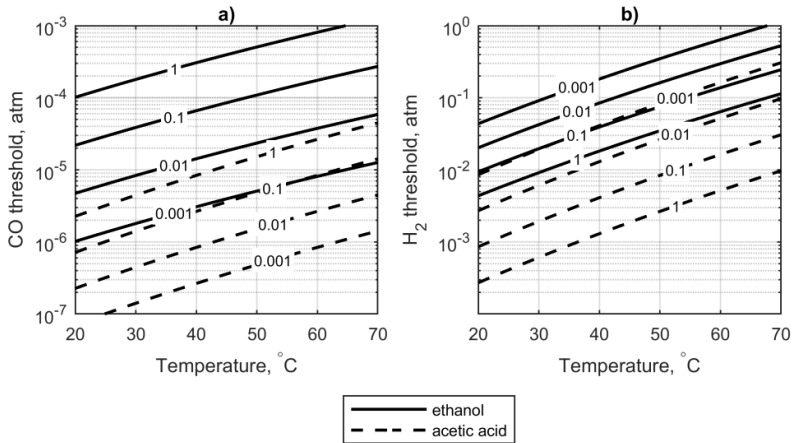 a)
10^-3
10^-4
10^-5
10^-6
10^-7
CO threshold, atm
1
0.1
0.01
1
0.001
0.1
0.01
0.001
20 30 40 50 60 70
Temperature, °C
b)
10^0
10^-1
10^-2
10^-3
H2 threshold, atm
0.001
0.01
0.001
0.1
0.01
1
0.1
1
20 30 40 50 60 70
Temperature, °C
ethanol
acetic acid